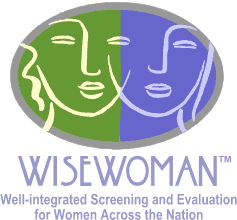 WISEWOMAN™
Well-integrated Screening and Evaluation
for Women Across the Nation